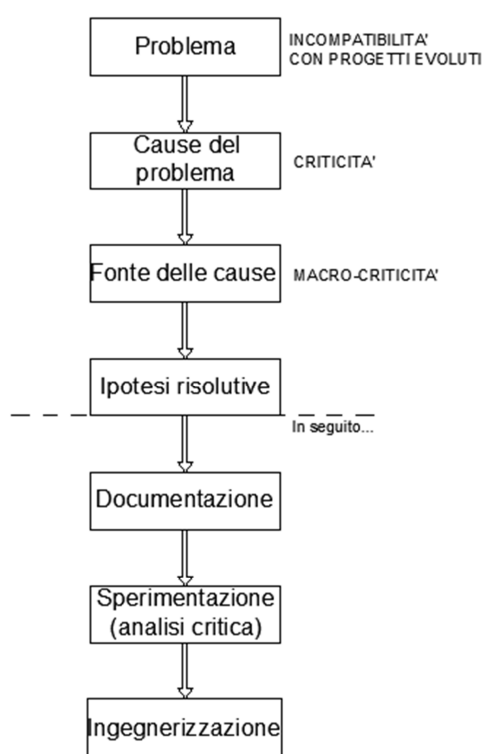 Problema
INCOMPATIBILITA'
CON PROGETTI EVOLUTI
Cause del
problema
CRITICITA'
Fonte delle cause
MACRO-CRITICITA'
Ipotesi risolutive
In seguito...
Documentazione
Sperimentazione
(analisi critica)
Ingegnerizzazione